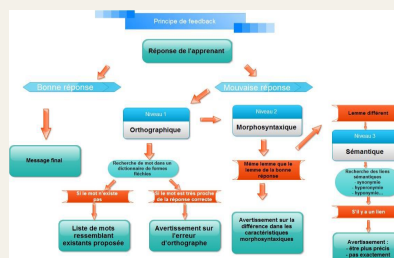 Principe de feedback
Réponse de l'apprenant
Bonne réponse
Mauvaise réponse
Niveau 1
Orthographique
Niveau 2
Morphosyntaxique
Lemme différent
Niveau 3
Sémantique
Message final
Recherche de mot dans un
dictionnaire de formes
fléchies
Même lemme que le
lemme de la bonne
réponse
Recherche des liens
sémantiques
synonymie
hyperonymie
hyponymie...
Si le mot n'existe
pas
Si le mot est très proche
de la réponse correcte
S'il y a un lien
Liste de mots
ressemblant
existants proposée
Avertissement sur
l'erreur
d'orthographe
Avertissement sur la
différence dans les
caractéristiques
morphosyntaxiques
Avertissement :
- être plus précis
- pas exactement